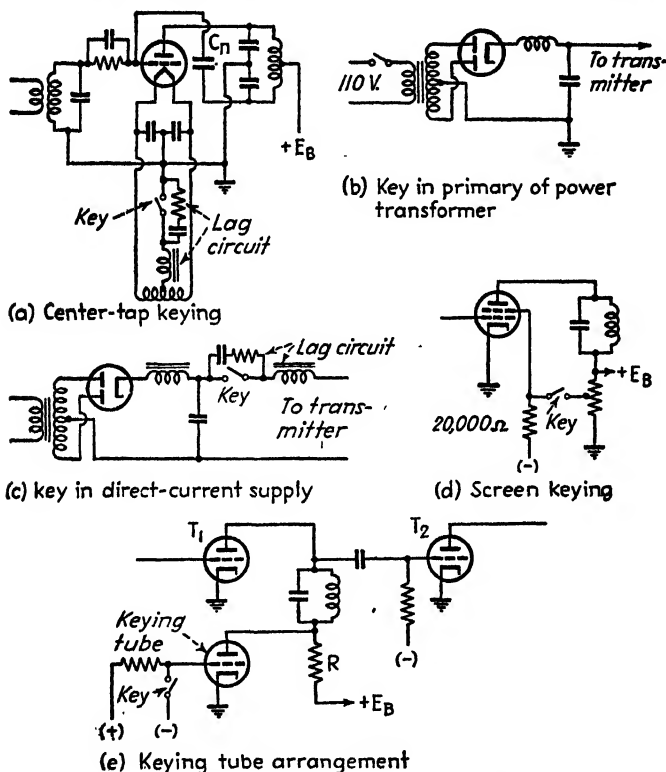 Cn
+EB
Key
Lag
circuit
(a) Center-tap keying
110 V.
To trans-
mitter
(b) Key in primary of power
transformer
Lag circuit
Key
To trans-
mitter
(c) key in direct-current supply
+EB
20,000Ω
Key
(-)
(d) Screen keying
T1
T2
Keying
tube
Key
R
(-)
(+)
(-)
+EB
(e) Keying tube arrangement